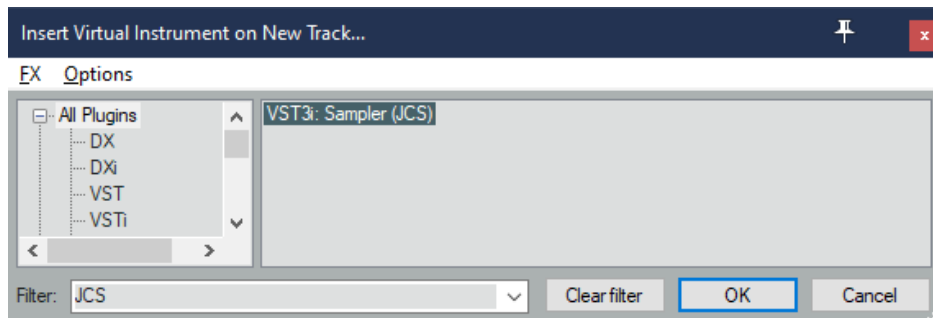 Insert Virtual Instrument on New Track...
x
FX Options
All Plugins
DX
DXi
VST
VSTi
VST3i: Sampler (JCS)
Filter: JCS
Clear filter
OK
Cancel